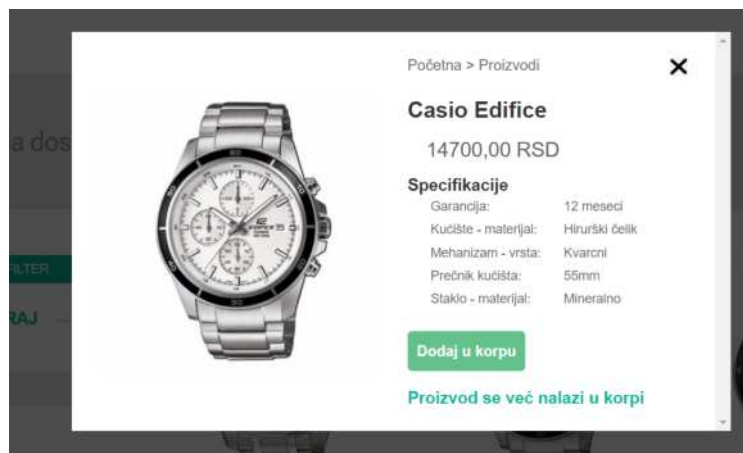 Početna > Proizvodi
Casio Edifice
14700,00 RSD
Specifikacije
Garancija: 12 meseci
Kućište - materijal: Hirurški čelik
Mehanizam - vrsta: Kvarcni
Prečnik kućišta: 55mm
Staklo - materijal: Mineralno
Dodaj u korpu
Proizvod se već nalazi u korpi
a dos
FILTER
RAJ
EDIFICE